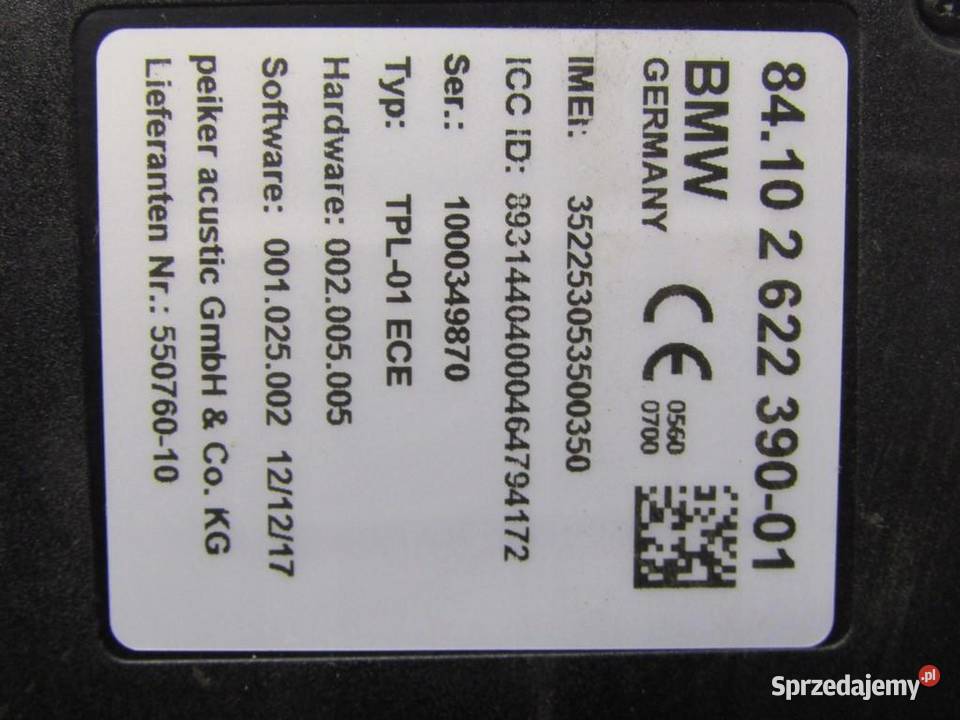 84.10 2 622 390-01
BMW
GERMANY
CE 0560
0700
IMEI: 352253053500350
ICC ID: 89314404000464794172
Ser.: 1000349870
Typ: TPL-01 ECE
Hardware: 002.005.005
Software: 001.025.002 12/12/17
peiker acustic GmbH & Co. KG
Lieferanten Nr.: 550760-10
Sprzedajemy.pl